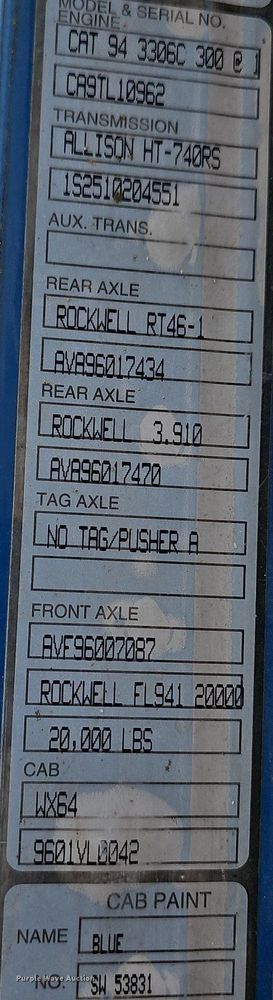 MODEL & SERIAL NO.
ENGINE
CAT 94 3306C 300 @ 1
CA9TL10962
TRANSMISSION
ALLISON HT-740RS
1S2510204551
AUX. TRANS.
REAR AXLE
ROCKWELL RT46-1
AVA96017434
REAR AXLE
ROCKWELL 3.910
AVA96017470
TAG AXLE
NO TAG/PUSHER A
FRONT AXLE
AVF96007087
ROCKWELL FL941 20000
20,000 LBS
CAB
WX64
9601VL0042
CAB PAINT
NAME BLUE
NO. SW 53831
Purple Wave Auction